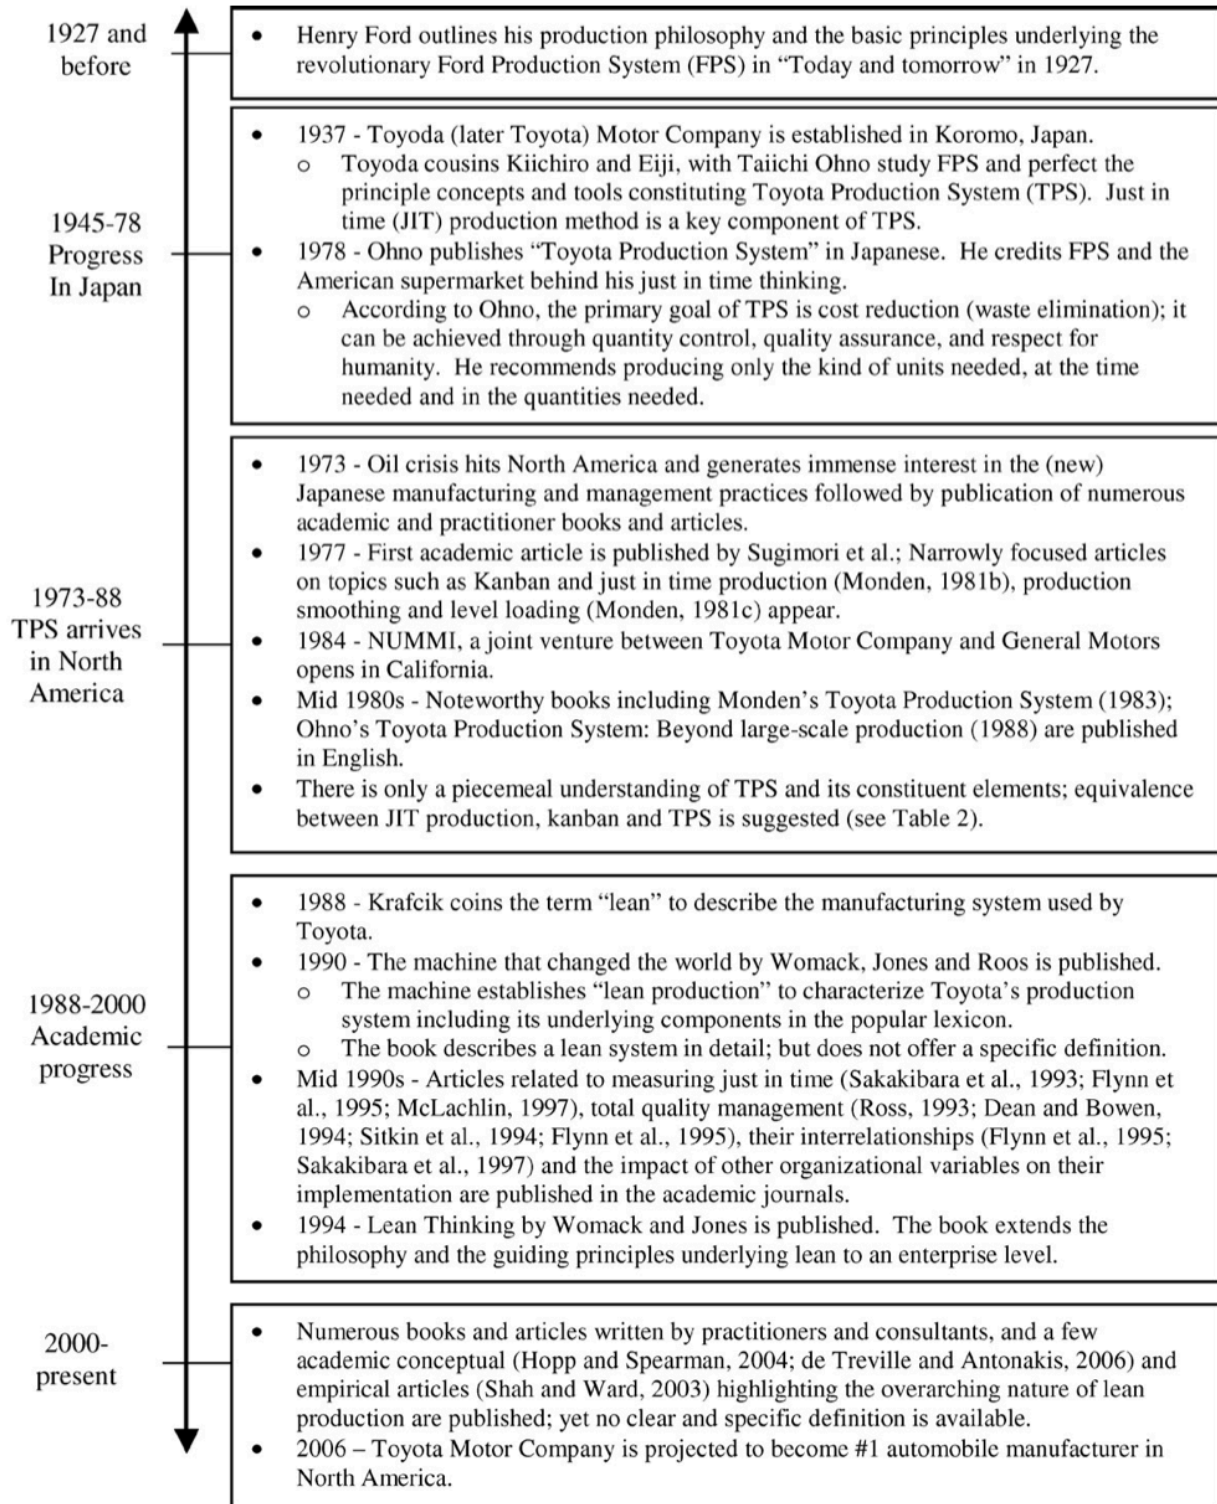 1927 and
before
• Henry Ford outlines his production philosophy and the basic principles underlying the
revolutionary Ford Production System (FPS) in “Today and tomorrow” in 1927.
1945-78
Progress
In Japan
• 1937 - Toyoda (later Toyota) Motor Company is established in Koromo, Japan.
o Toyoda cousins Kiichiro and Eiji, with Taiichi Ohno study FPS and perfect the
principle concepts and tools constituting Toyota Production System (TPS). Just in
time (JIT) production method is a key component of TPS.
• 1978 - Ohno publishes “Toyota Production System” in Japanese. He credits FPS and the
American supermarket behind his just in time thinking.
o According to Ohno, the primary goal of TPS is cost reduction (waste elimination); it
can be achieved through quantity control, quality assurance, and respect for
humanity. He recommends producing only the kind of units needed, at the time
needed and in the quantities needed.
1973-88
TPS arrives
in North
America
• 1973 - Oil crisis hits North America and generates immense interest in the (new)
Japanese manufacturing and management practices followed by publication of numerous
academic and practitioner books and articles.
• 1977 - First academic article is published by Sugimori et al.; Narrowly focused articles
on topics such as Kanban and just in time production (Monden, 1981b), production
smoothing and level loading (Monden, 1981c) appear.
• 1984 - NUMMI, a joint venture between Toyota Motor Company and General Motors
opens in California.
• Mid 1980s - Noteworthy books including Monden’s Toyota Production System (1983);
Ohno’s Toyota Production System: Beyond large-scale production (1988) are published
in English.
• There is only a piecemeal understanding of TPS and its constituent elements; equivalence
between JIT production, kanban and TPS is suggested (see Table 2).
1988-2000
Academic
progress
• 1988 - Krafcik coins the term “lean” to describe the manufacturing system used by
Toyota.
• 1990 - The machine that changed the world by Womack, Jones and Roos is published.
o The machine establishes “lean production” to characterize Toyota’s production
system including its underlying components in the popular lexicon.
o The book describes a lean system in detail; but does not offer a specific definition.
• Mid 1990s - Articles related to measuring just in time (Sakakibara et al., 1993; Flynn et
al., 1995; McLachlin, 1997), total quality management (Ross, 1993; Dean and Bowen,
1994; Sitkin et al., 1994; Flynn et al., 1995), their interrelationships (Flynn et al., 1995;
Sakakibara et al., 1997) and the impact of other organizational variables on their
implementation are published in the academic journals.
• 1994 - Lean Thinking by Womack and Jones is published. The book extends the
philosophy and the guiding principles underlying lean to an enterprise level.
2000-
present
• Numerous books and articles written by practitioners and consultants, and a few
academic conceptual (Hopp and Spearman, 2004; de Treville and Antonakis, 2006) and
empirical articles (Shah and Ward, 2003) highlighting the overarching nature of lean
production are published; yet no clear and specific definition is available.
• 2006 – Toyota Motor Company is projected to become #1 automobile manufacturer in
North America.